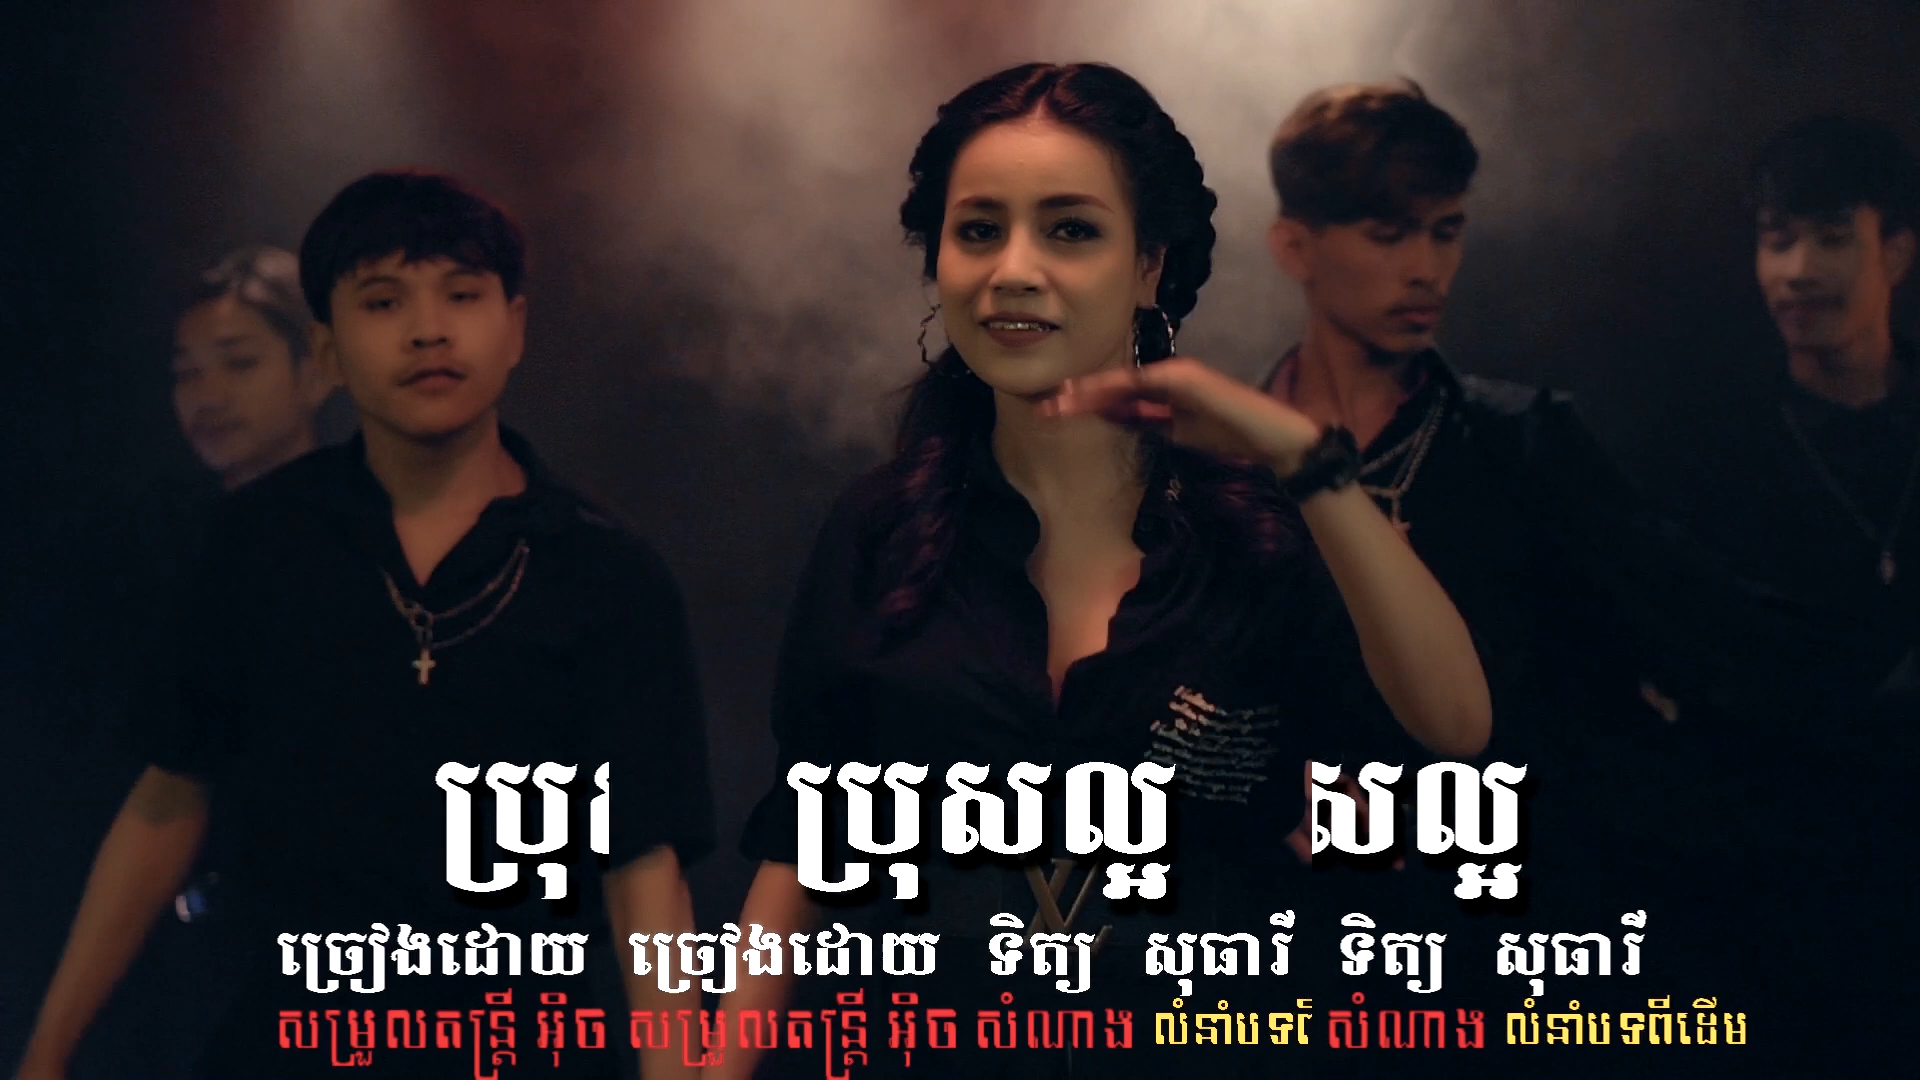 ប្រុស ប្រុសល្អ សល្អ
ច្រៀងដោយ ច្រៀងដោយ ទិត្យ សុធារី ទិត្យ សុធារី
សម្រួលតន្ត្រី អ៊ិច សម្រួលតន្ត្រី អ៊ិច សំណាង លំនាំបទពី សំណាង លំនាំបទពីដើម